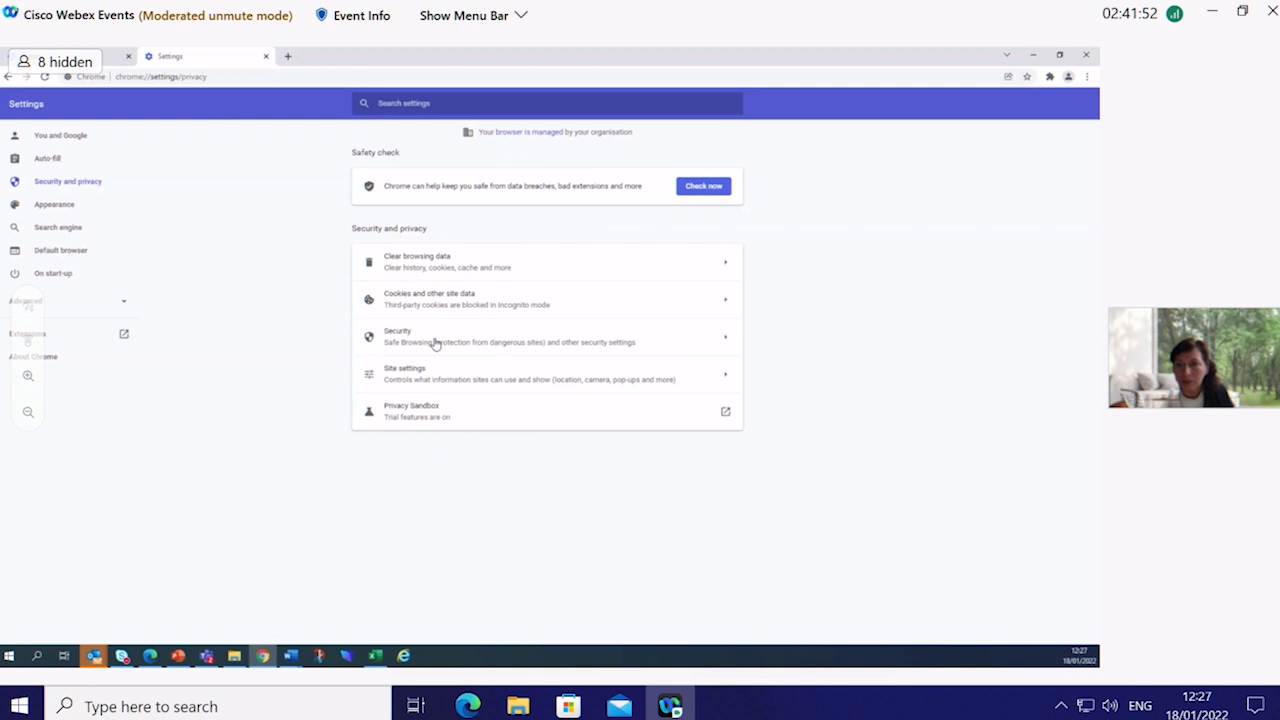 Cisco Webex Events (Moderated unmute mode)
Event Info
Show Menu Bar
02:41:52
8 hidden
Settings
Chrome
chrome://settings/privacy
Settings
Search settings
Your browser is managed by your organisation
You and Google
Auto-fill
Security and privacy
Appearance
Search engine
Default browser
On start-up
Advanced
Extensions
About Chrome
Safety check
Chrome can help keep you safe from data breaches, bad extensions and more
Check now
Security and privacy
Clear browsing data
Clear history, cookies, cache and more
Cookies and other site data
Third-party cookies are blocked in Incognito mode
Security
Safe Browsing (protection from dangerous sites) and other security settings
Site settings
Controls what information sites can use and show (location, camera, pop-ups and more)
Privacy Sandbox
Trial features are on
12:27
18/01/2022
Type here to search
ENG
12:27
18/01/2022